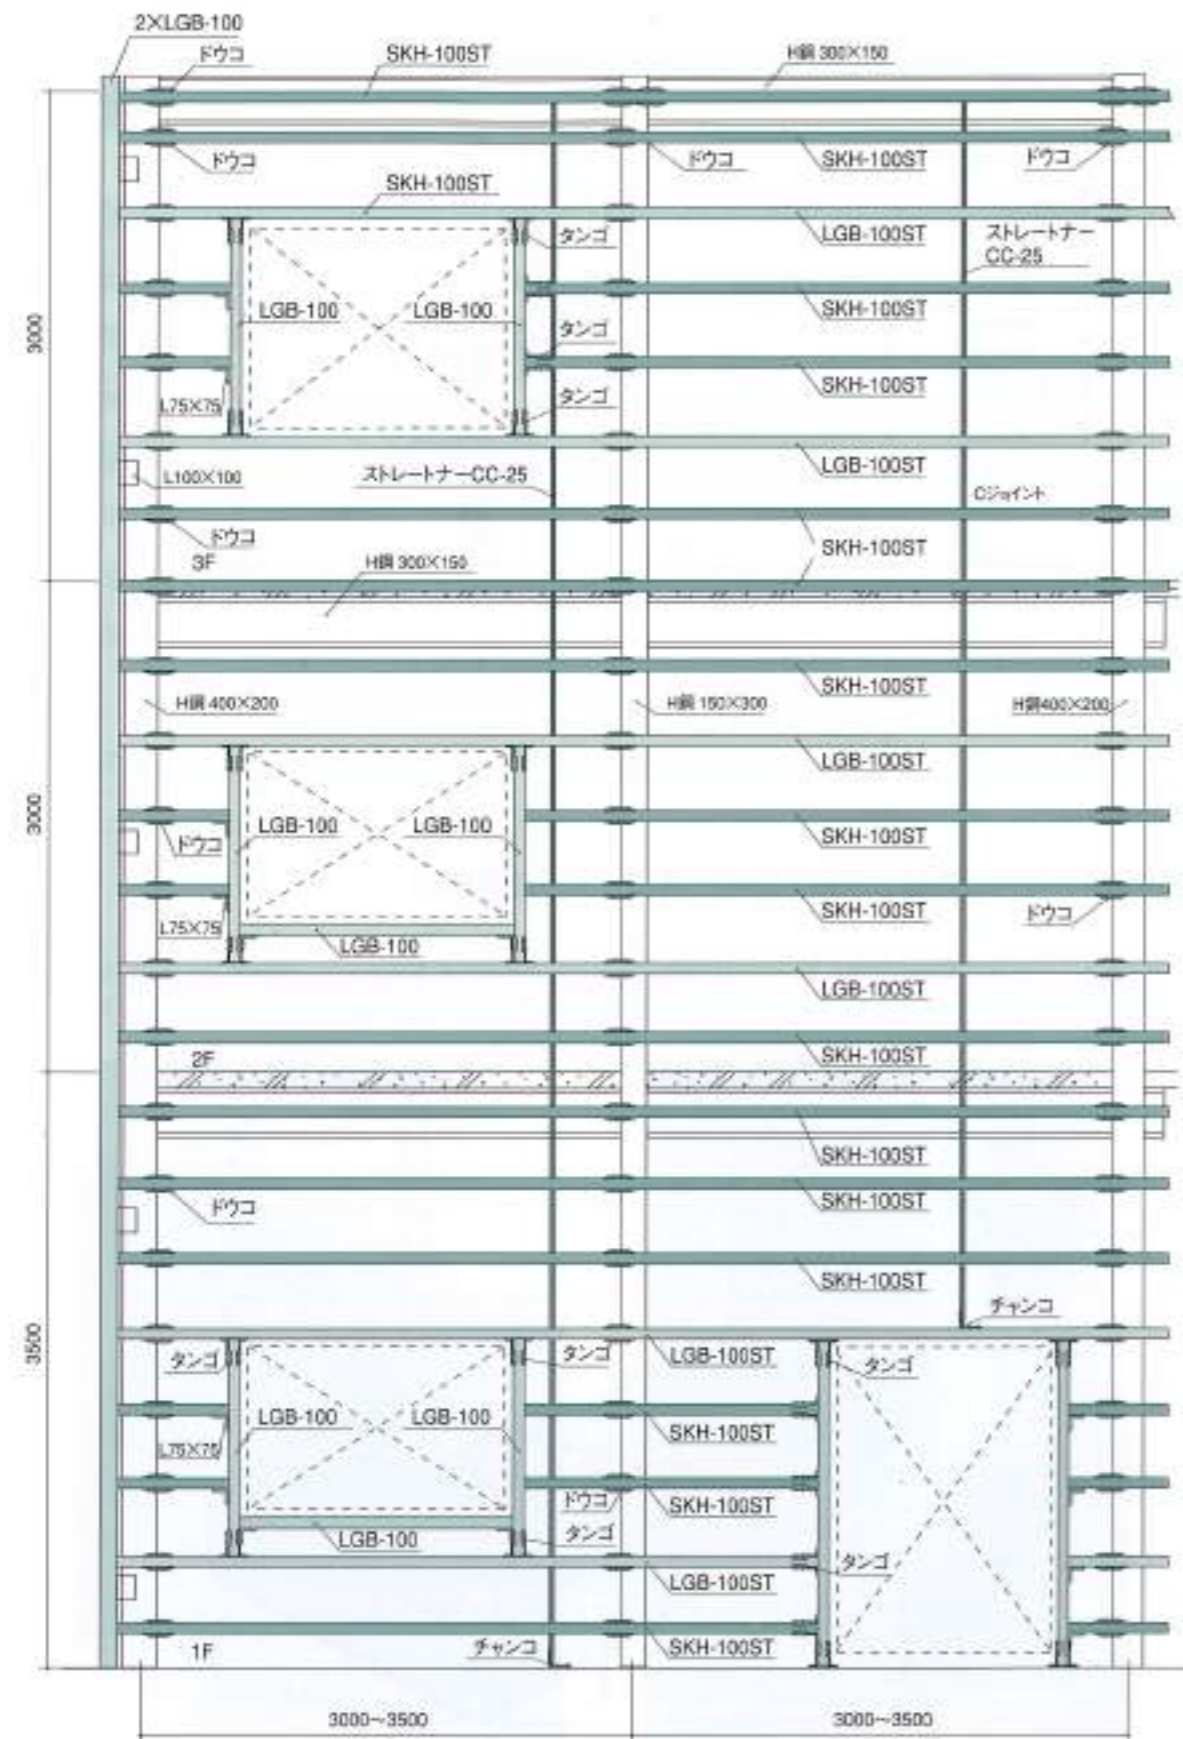 2×LGB-100
ドウコ
SKH-100ST
H鋼 300×150
ドウコ
ドウコ
SKH-100ST
ドウコ
SKH-100ST
タンゴ
LGB-100ST
ストレートナー
CC-25
LGB-100
LGB-100
SKH-100ST
タンゴ
3000
SKH-100ST
L75×75
タンゴ
LGB-100ST
L100×100
ストレートナーCC-25
Cジョイント
ドウコ
SKH-100ST
3F
H鋼 300×150
SKH-100ST
H鋼 400×200
H鋼 150×300
H鋼400×200
LGB-100ST
3000
LGB-100
LGB-100
SKH-100ST
ドウコ
SKH-100ST
ドウコ
L75×75
LGB-100
LGB-100ST
2F
SKH-100ST
SKH-100ST
ドウコ
SKH-100ST
SKH-100ST
チャンコ
3500
タンゴ
タンゴ
LGB-100ST
タンゴ
LGB-100
LGB-100
SKH-100ST
L75×75
ドウコ
SKH-100ST
LGB-100
タンゴ
タンゴ
LGB-100ST
1F
チャンコ
SKH-100ST
3000〜3500
3000〜3500